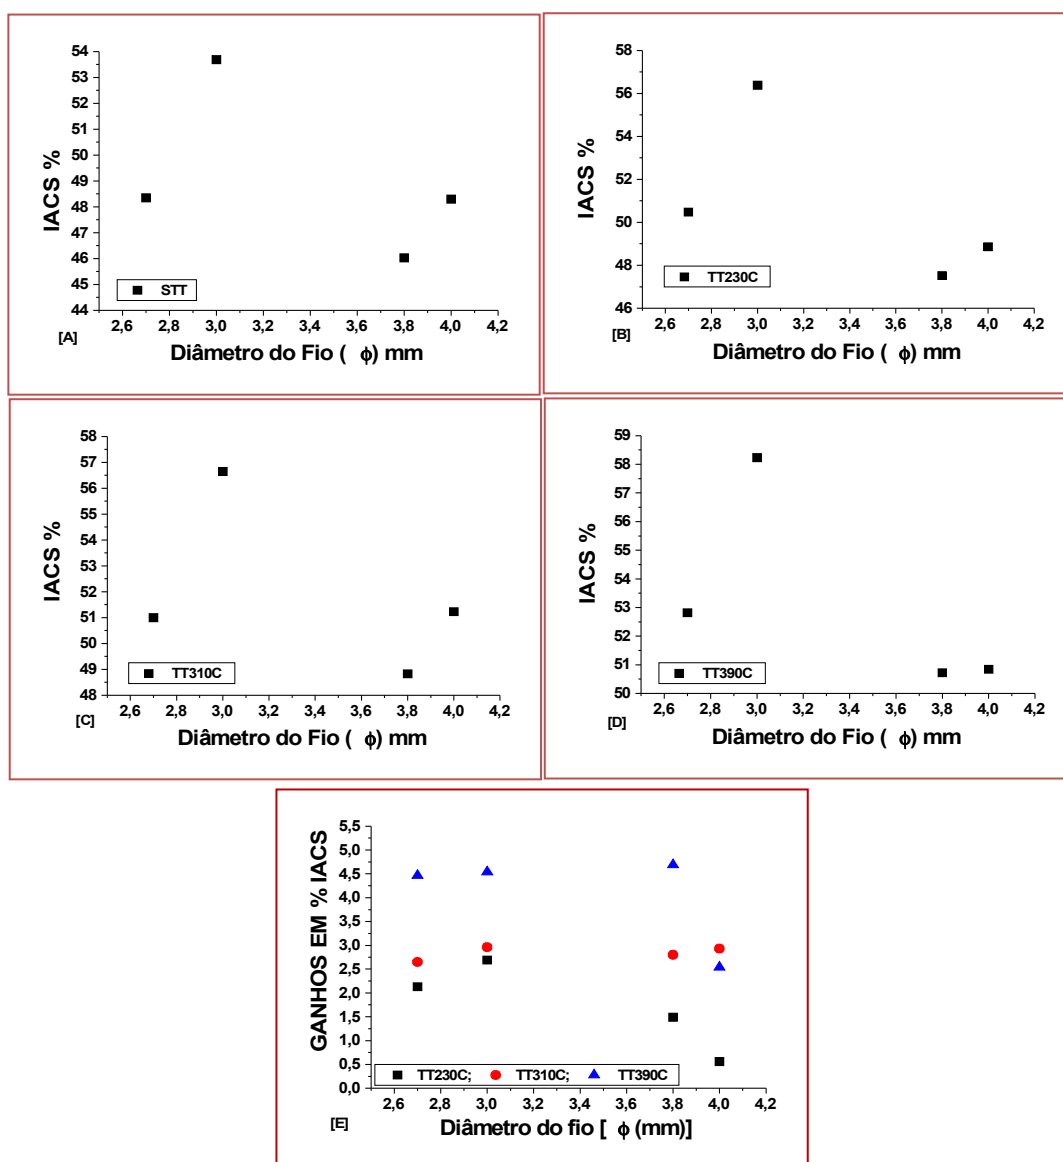 54
53
52
51
50
49
48
47
46
45
44
IACS %
STT
2,6 2,8 3,0 3,2 3,4 3,6 3,8 4,0 4,2
[A]
Diâmetro do Fio ( ϕ) mm
58
56
54
52
50
48
46
IACS %
TT230C
2,6 2,8 3,0 3,2 3,4 3,6 3,8 4,0 4,2
[B]
Diâmetro do Fio ( ϕ) mm
58
57
56
55
54
53
52
51
50
49
48
IACS %
TT310C
2,6 2,8 3,0 3,2 3,4 3,6 3,8 4,0 4,2
[C]
Diâmetro do Fio ( ϕ) mm
59
58
57
56
55
54
53
52
51
50
IACS %
TT390C
2,6 2,8 3,0 3,2 3,4 3,6 3,8 4,0 4,2
[D]
Diâmetro do Fio ( ϕ) mm
5,5
5,0
4,5
4,0
3,5
3,0
2,5
2,0
1,5
1,0
0,5
0,0
GANHOS EM % IACS
TT230C; TT310C; TT390C
2,6 2,8 3,0 3,2 3,4 3,6 3,8 4,0 4,2
[E]
Diâmetro do fio [ ϕ (mm)]